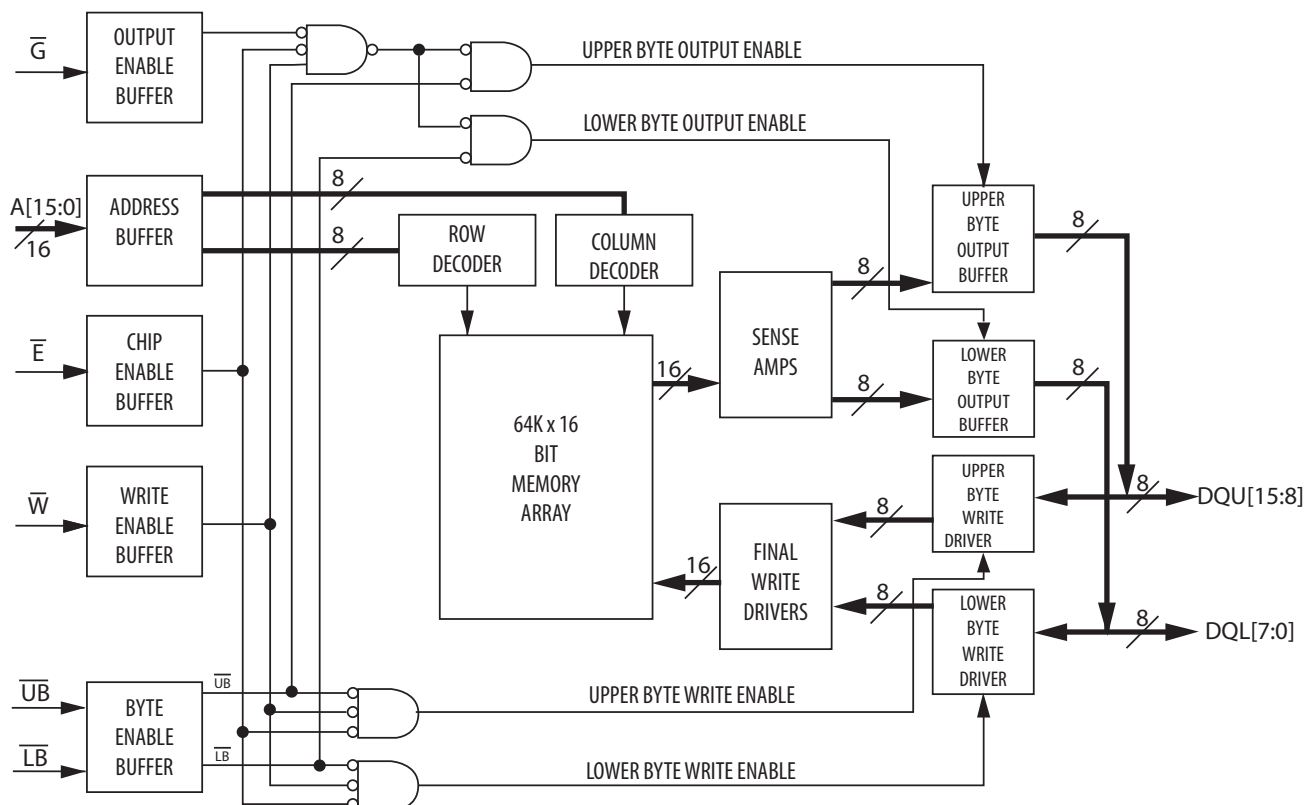 G
OUTPUT
ENABLE
BUFFER
UPPER BYTE OUTPUT ENABLE
LOWER BYTE OUTPUT ENABLE
A[15:0]
16
ADDRESS
BUFFER
8
8
ROW
DECODER
COLUMN
DECODER
UPPER
BYTE
OUTPUT
BUFFER
8
E
CHIP
ENABLE
BUFFER
64K x 16
BIT
MEMORY
ARRAY
16
SENSE
AMPS
8
8
LOWER
BYTE
OUTPUT
BUFFER
8
W
WRITE
ENABLE
BUFFER
16
FINAL
WRITE
DRIVERS
8
8
UPPER
BYTE
WRITE
DRIVER
8
DQU[15:8]
LOWER
BYTE
WRITE
DRIVER
8
DQL[7:0]
UB
LB
BYTE
ENABLE
BUFFER
UB
LB
UPPER BYTE WRITE ENABLE
LOWER BYTE WRITE ENABLE